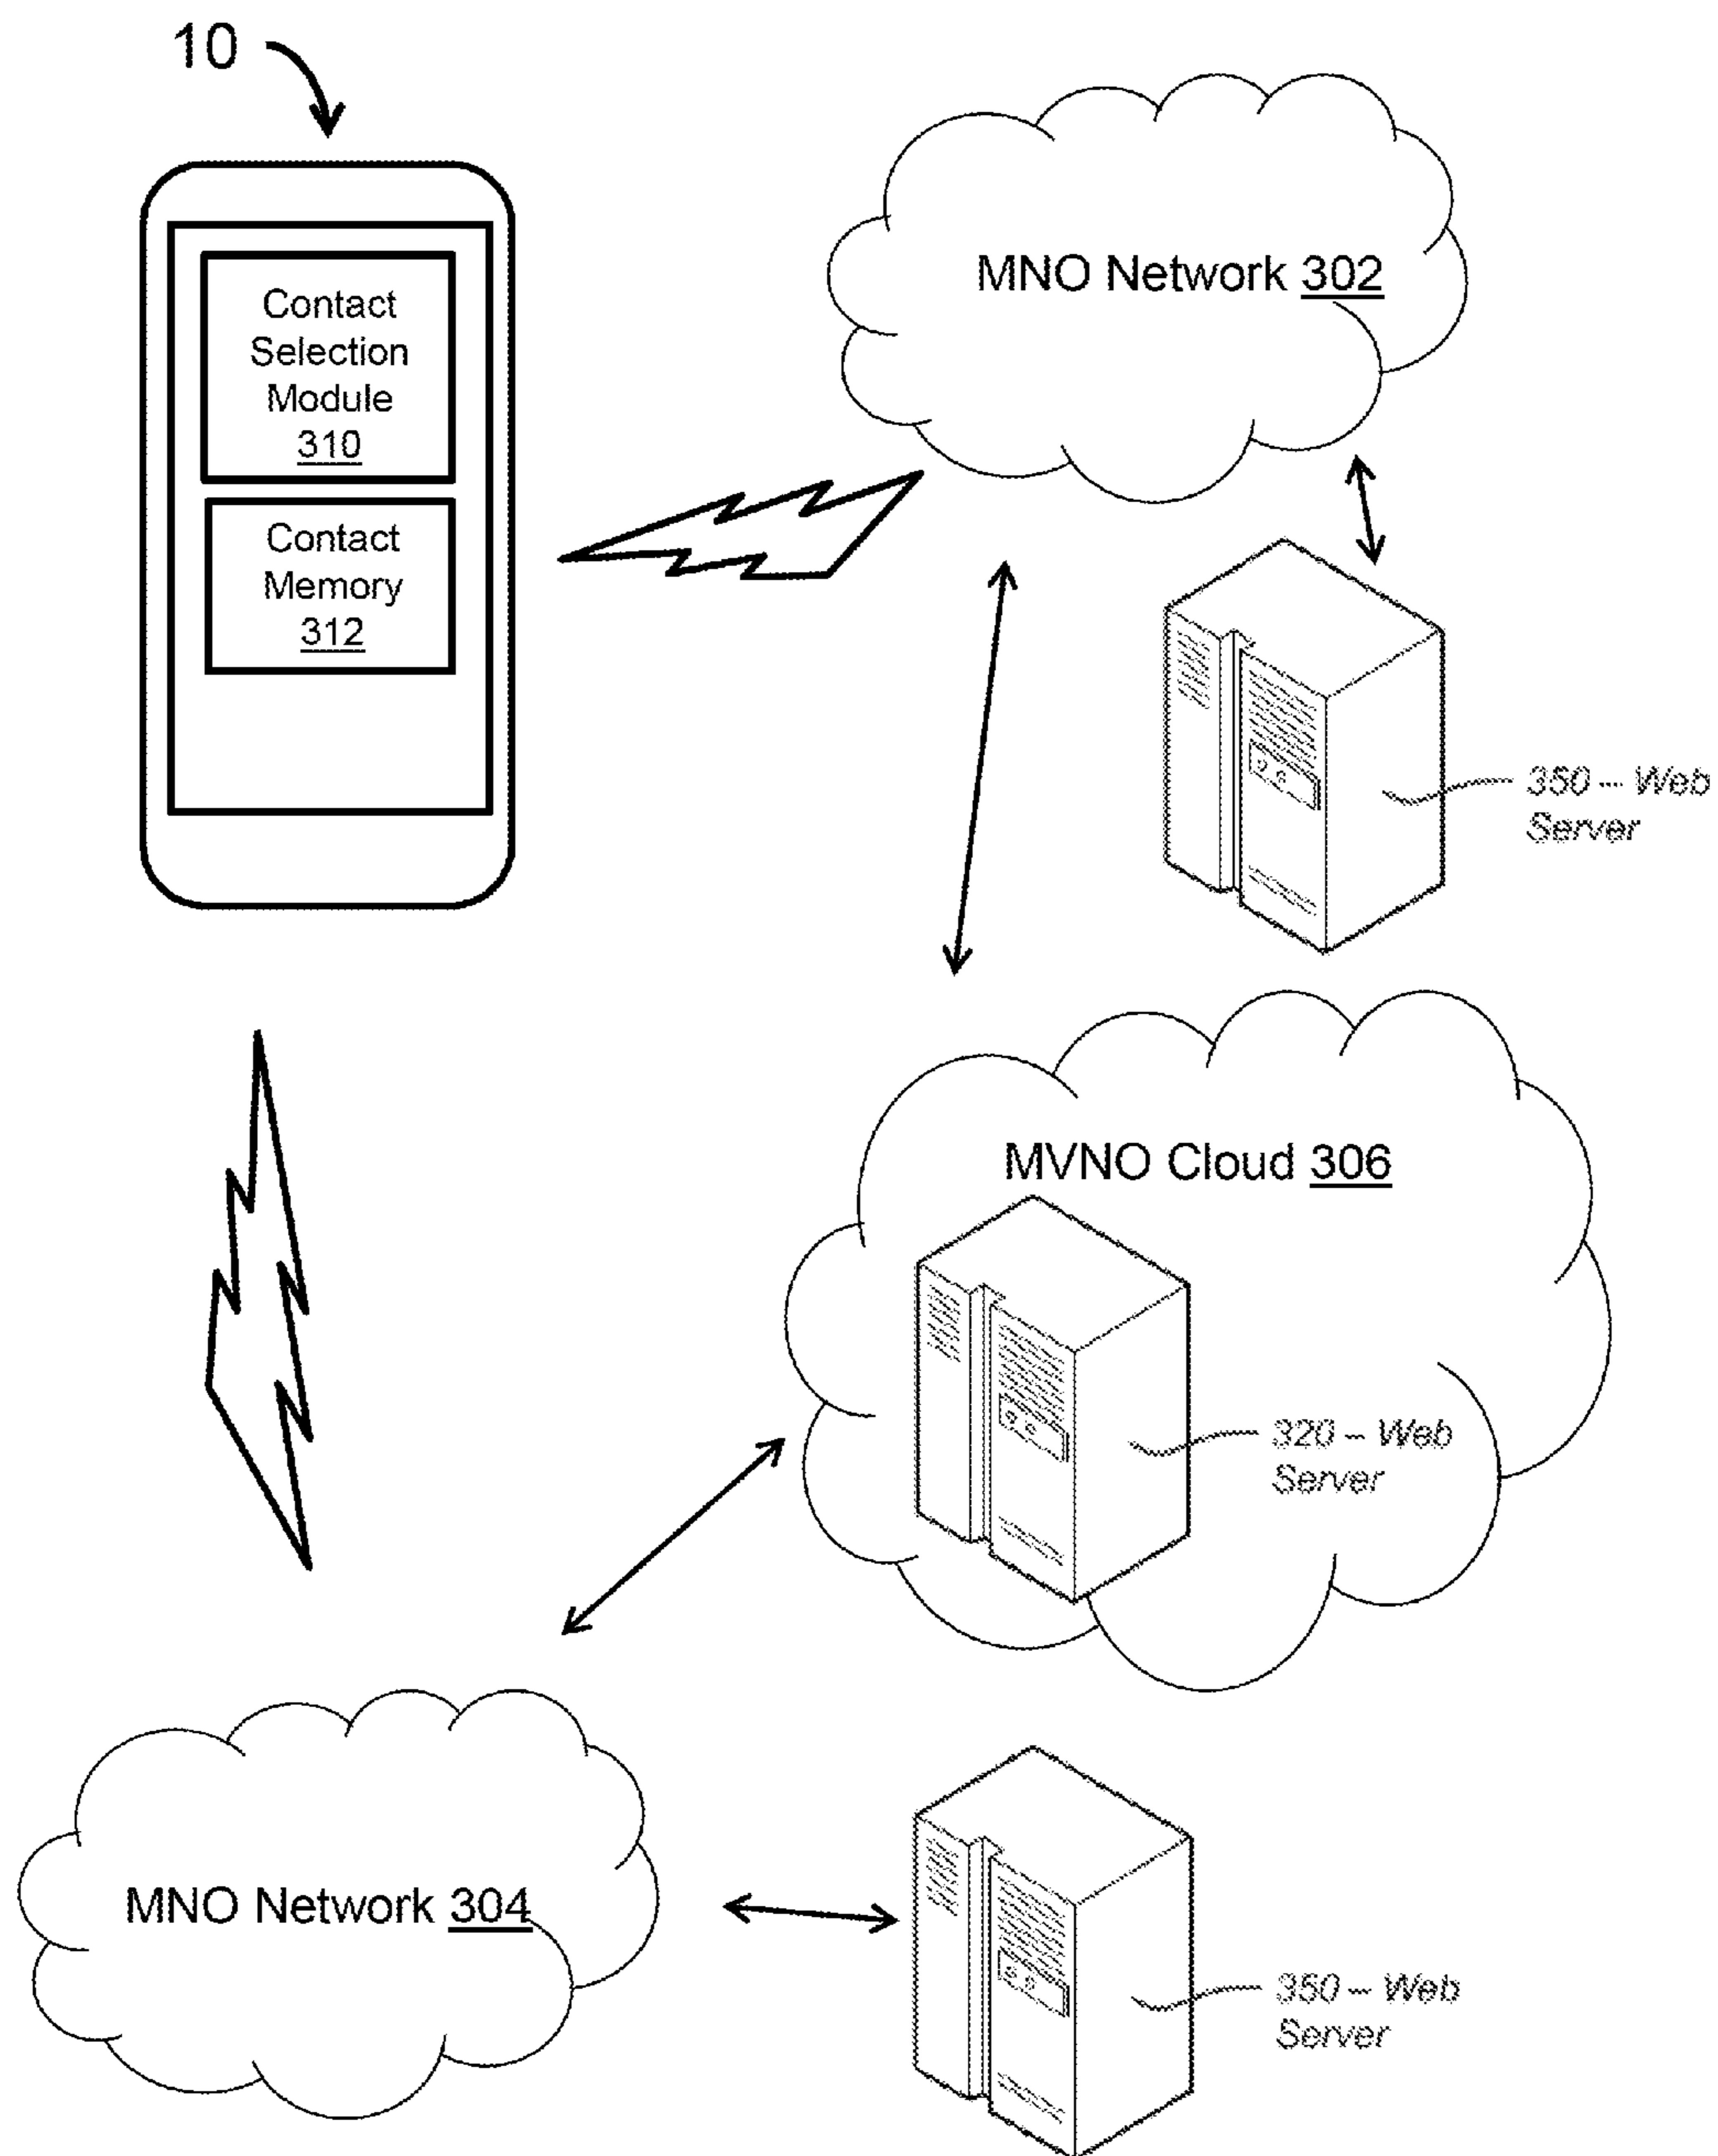 10
Contact
Selection
Module
310
Contact
Memory
312
MNO Network 302
350 – Web
Server
MVNO Cloud 306
320 – Web
Server
MNO Network 304
350 – Web
Server